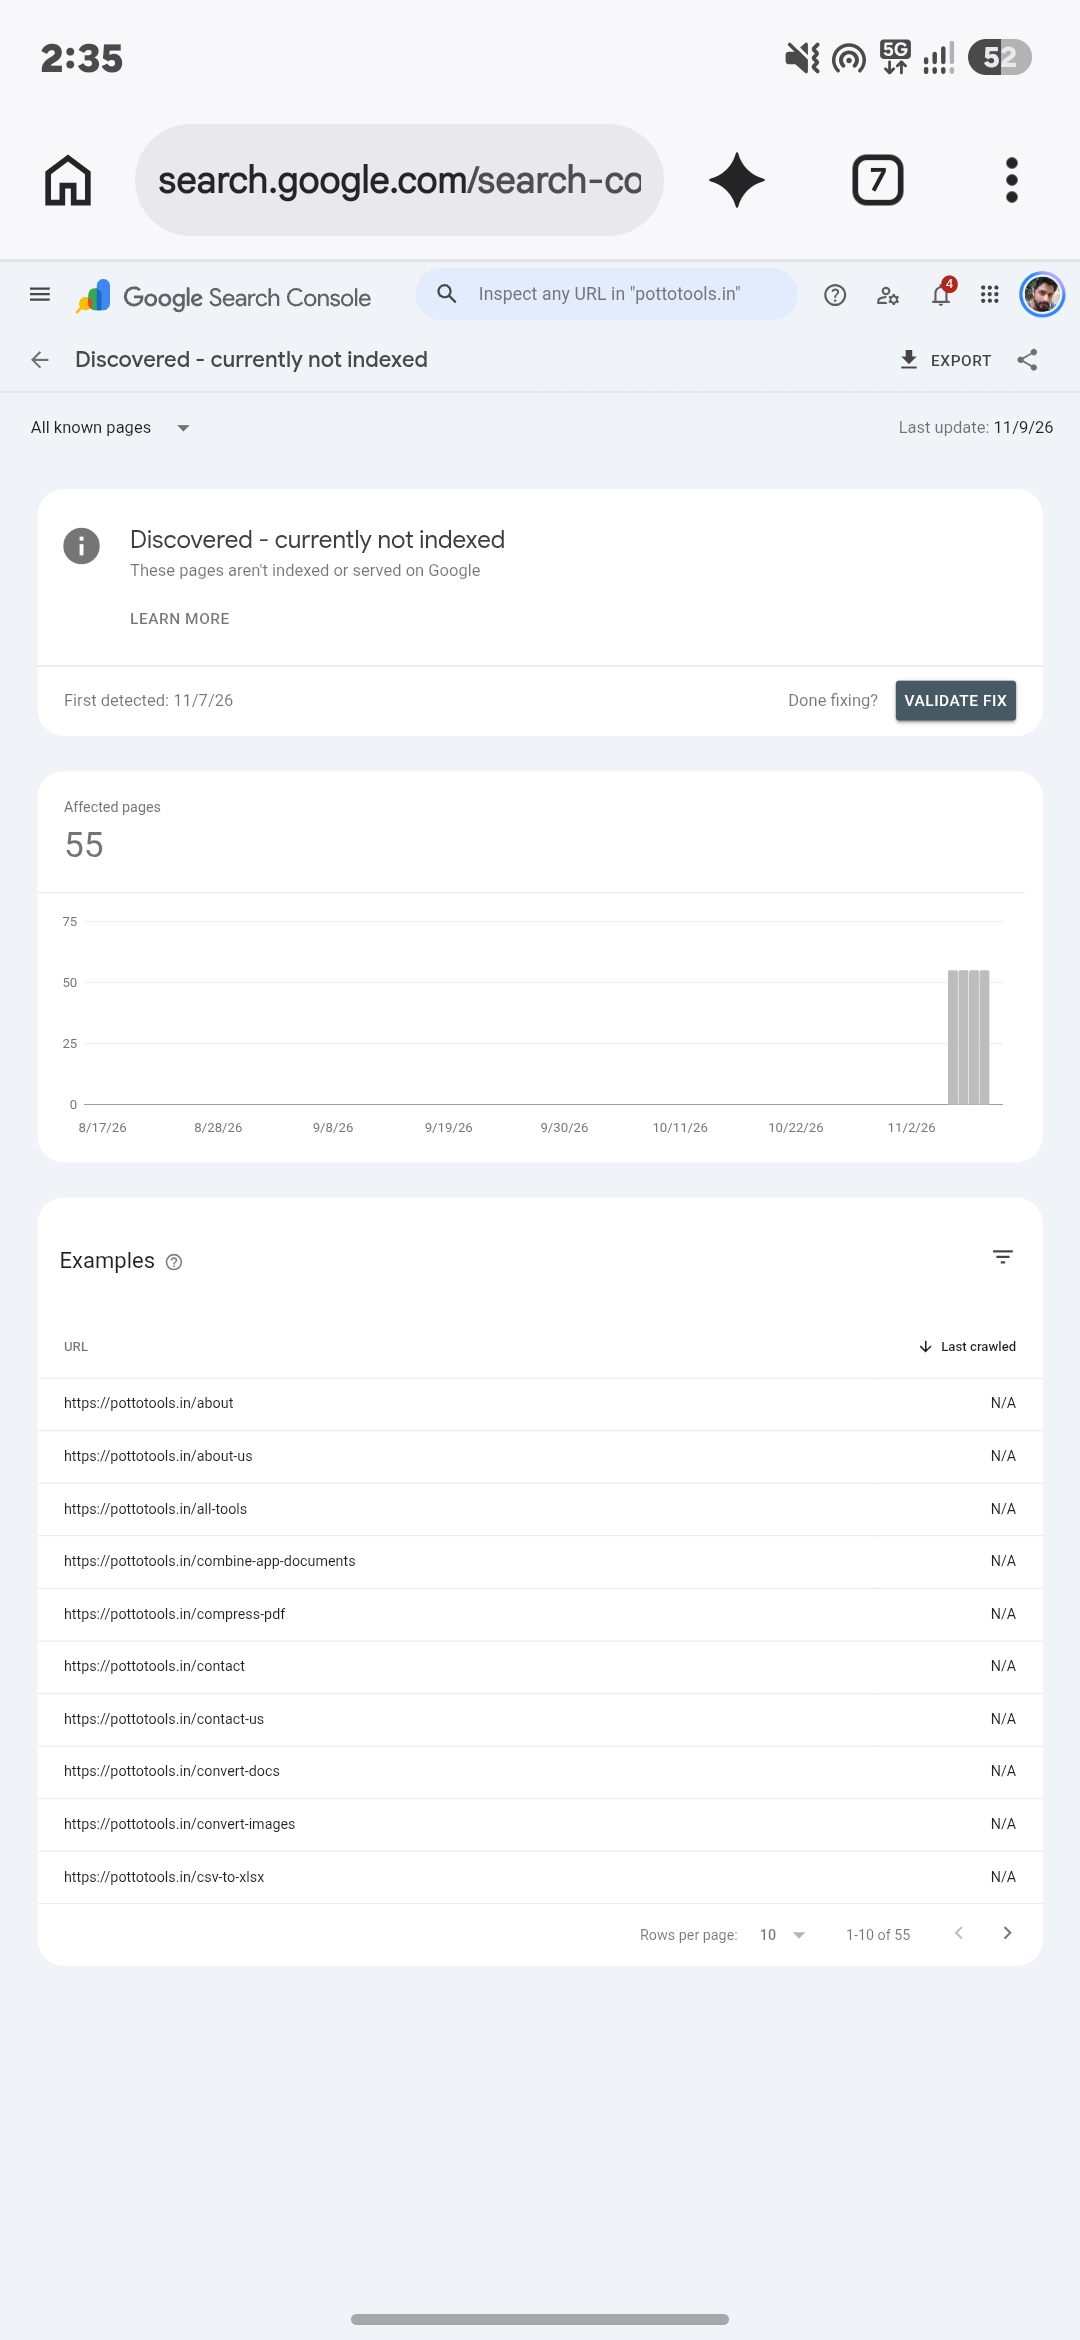 2:35
5G
52
search.google.com/search-co
7
Google Search Console
Inspect any URL in "pottotools.in"
4
Discovered - currently not indexed
EXPORT
All known pages
Last update: 11/9/26
Discovered - currently not indexed
These pages aren't indexed or served on Google
LEARN MORE
First detected: 11/7/26
Done fixing?
VALIDATE FIX
Affected pages
55
75
50
25
0
8/17/26 8/28/26 9/8/26 9/19/26 9/30/26 10/11/26 10/22/26 11/2/26
Examples
URL Last crawled
https://pottotools.in/about N/A
https://pottotools.in/about-us N/A
https://pottotools.in/all-tools N/A
https://pottotools.in/combine-app-documents N/A
https://pottotools.in/compress-pdf N/A
https://pottotools.in/contact N/A
https://pottotools.in/contact-us N/A
https://pottotools.in/convert-docs N/A
https://pottotools.in/convert-images N/A
https://pottotools.in/csv-to-xlsx N/A
Rows per page: 10 1-10 of 55